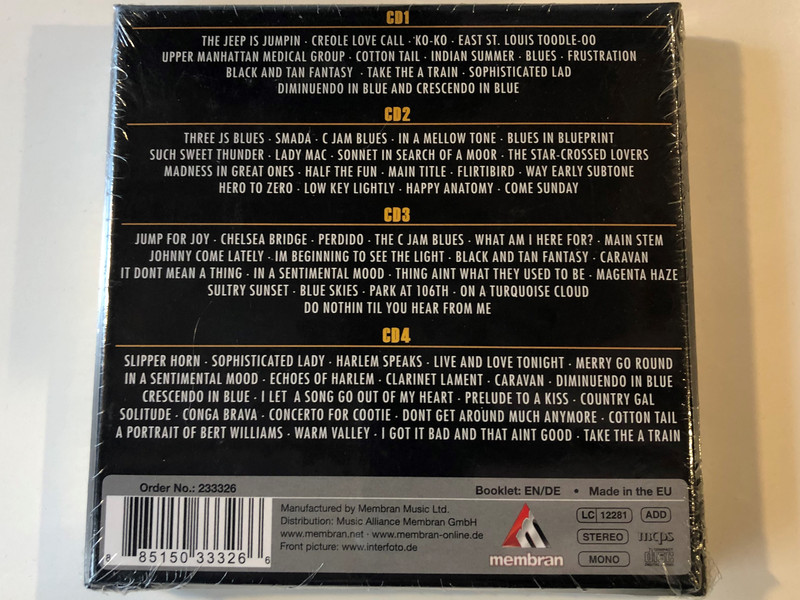 CD1
THE JEEP IS JUMPIN · CREOLE LOVE CALL · KO-KO · EAST ST. LOUIS TOODLE-OO
UPPER MANHATTAN MEDICAL GROUP · COTTON TAIL · INDIAN SUMMER · BLUES · FRUSTRATION
BLACK AND TAN FANTASY · TAKE THE A TRAIN · SOPHISTICATED LAD
DIMINUENDO IN BLUE AND CRESCENDO IN BLUE
CD2
THREE JS BLUES · SMADA · C JAM BLUES · IN A MELLOW TONE · BLUES IN BLUEPRINT
SUCH SWEET THUNDER · LADY MAC · SONNET IN SEARCH OF A MOOR · THE STAR-CROSSED LOVERS
MADNESS IN GREAT ONES · HALF THE FUN · MAIN TITLE · FLIRTIBIRD · WAY EARLY SUBTONE
HERO TO ZERO · LOW KEY LIGHTLY · HAPPY ANATOMY · COME SUNDAY
CD3
JUMP FOR JOY · CHELSEA BRIDGE · PERDIDO · THE C JAM BLUES · WHAT AM I HERE FOR? · MAIN STEM
JOHNNY COME LATELY · IM BEGINNING TO SEE THE LIGHT · BLACK AND TAN FANTASY · CARAVAN
IT DONT MEAN A THING · IN A SENTIMENTAL MOOD · THING AINT WHAT THEY USED TO BE · MAGENTA HAZE
SULTRY SUNSET · BLUE SKIES · PARK AT 106TH · ON A TURQUOISE CLOUD
DO NOTHIN TIL YOU HEAR FROM ME
CD4
SLIPPER HORN · SOPHISTICATED LADY · HARLEM SPEAKS · LIVE AND LOVE TONIGHT · MERRY GO ROUND
IN A SENTIMENTAL MOOD · ECHOES OF HARLEM · CLARINET LAMENT · CARAVAN · DIMINUENDO IN BLUE
CRESCENDO IN BLUE · I LET A SONG GO OUT OF MY HEART · PRELUDE TO A KISS · COUNTRY GAL
SOLITUDE · CONGA BRAVA · CONCERTO FOR COOTIE · DONT GET AROUND MUCH ANYMORE · COTTON TAIL
A PORTRAIT OF BERT WILLIAMS · WARM VALLEY · I GOT IT BAD AND THAT AINT GOOD · TAKE THE A TRAIN
Order No.: 233326
Booklet: EN/DE • Made in the EU
Manufactured by Membran Music Ltd.
Distribution: Music Alliance Membran GmbH
www.membran.net · www.membran-online.de
Front picture: www.interfoto.de
8 85150 33326 6
membran
LC 12281
ADD
STEREO
mcps
MONO